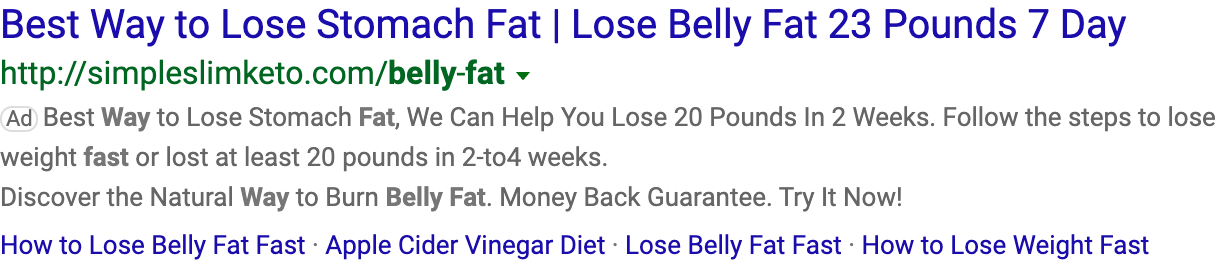 Best Way to Lose Stomach Fat | Lose Belly Fat 23 Pounds 7 Day
http://simpleslimketo.com/belly-fat
Ad Best Way to Lose Stomach Fat, We Can Help You Lose 20 Pounds In 2 Weeks. Follow the steps to lose
weight fast or lost at least 20 pounds in 2-to4 weeks.
Discover the Natural Way to Burn Belly Fat. Money Back Guarantee. Try It Now!
How to Lose Belly Fat Fast · Apple Cider Vinegar Diet · Lose Belly Fat Fast · How to Lose Weight Fast